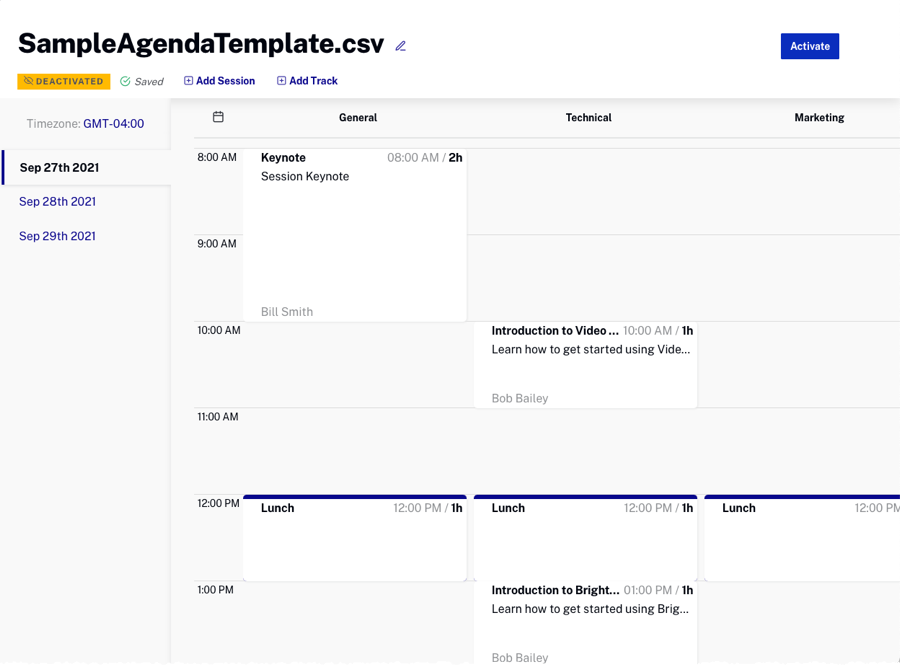 SampleAgendaTemplate.csv
Activate
DEACTIVATED Saved Add Session Add Track
Timezone: GMT-04:00
General Technical Marketing
Sep 27th 2021
Sep 28th 2021
Sep 29th 2021
8:00 AM
Keynote 08:00 AM / 2h
Session Keynote
Bill Smith
9:00 AM
10:00 AM
Introduction to Video ... 10:00 AM / 1h
Learn how to get started using Vide...
Bob Bailey
11:00 AM
12:00 PM
Lunch 12:00 PM / 1h
Lunch 12:00 PM / 1h
Lunch 12:00 PM
1:00 PM
Introduction to Bright... 01:00 PM / 1h
Learn how to get started using Brig...
Bob Bailey